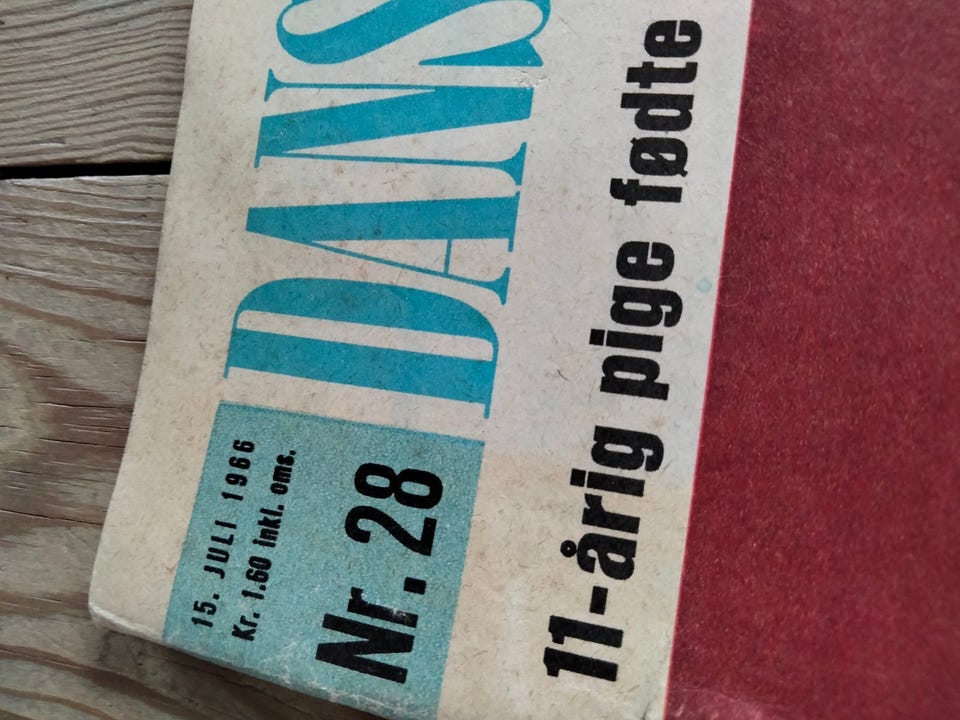 15. JULI 1966
Kr. 1.60 inkl. oms.
Nr. 28
DANS
11-årig pige fødte